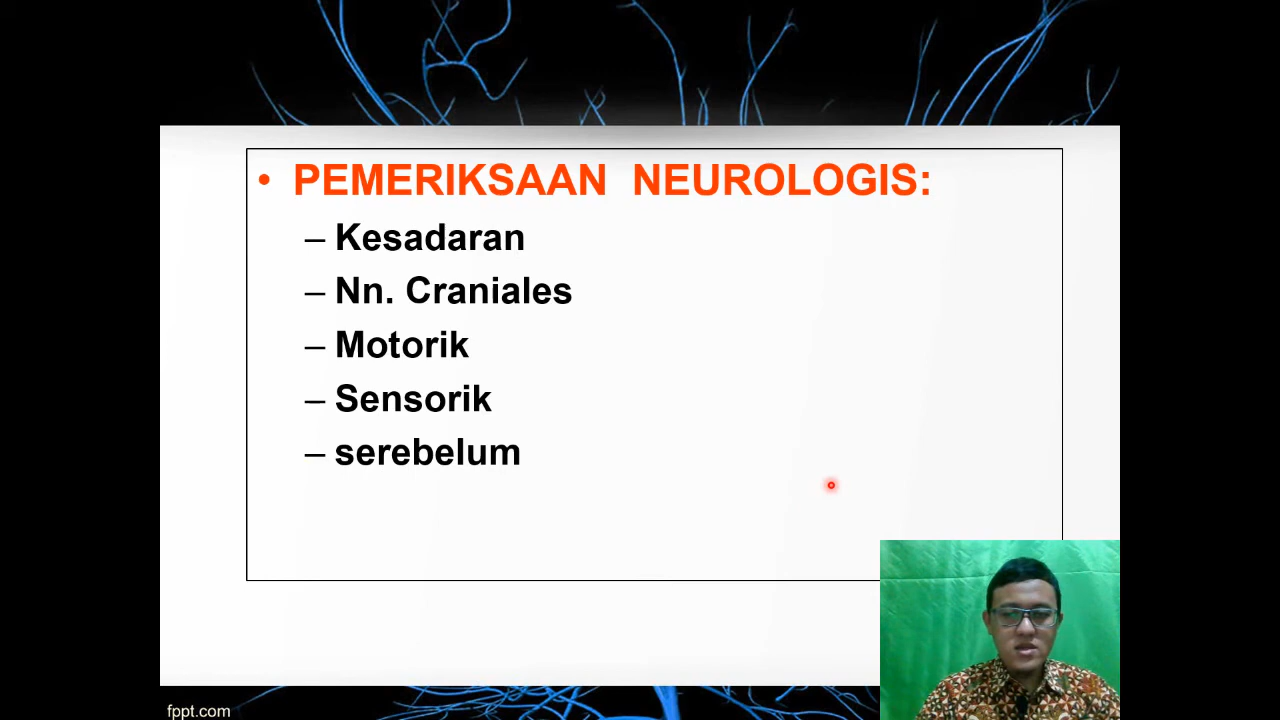 • PEMERIKSAAN NEUROLOGIS:
– Kesadaran
– Nn. Craniales
– Motorik
– Sensorik
– serebelum
fppt.com